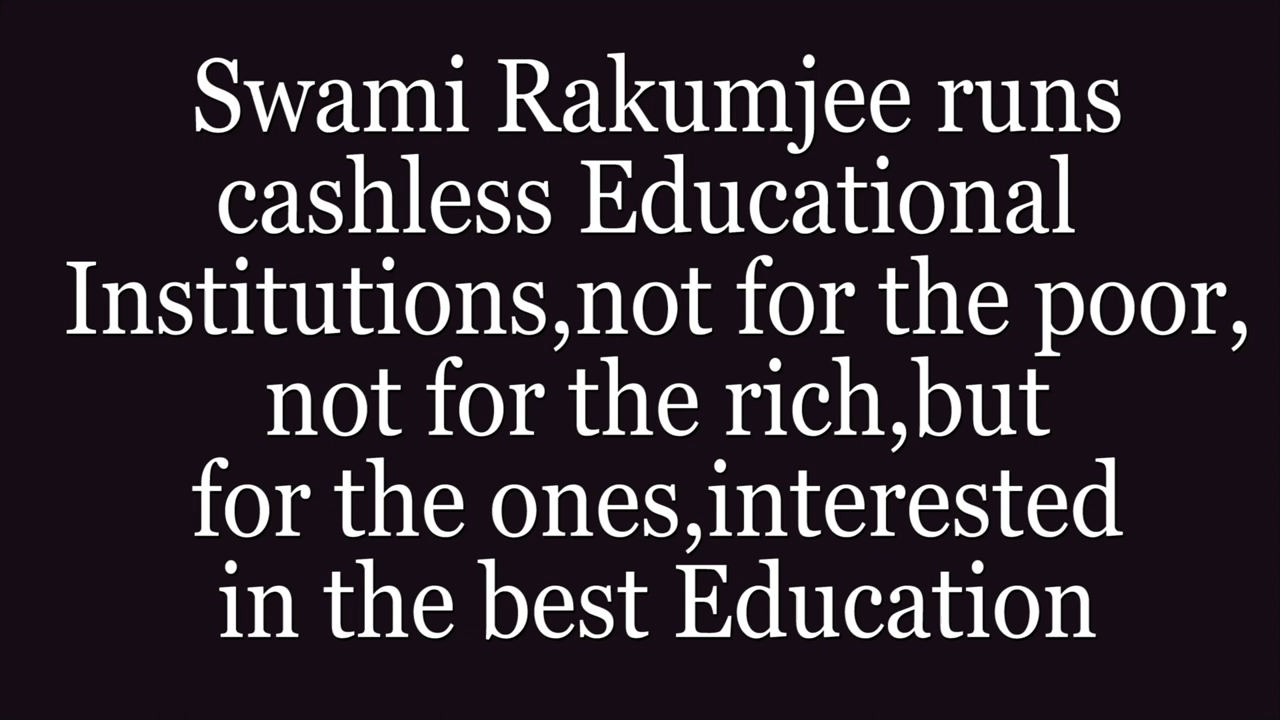 Swami Rakumjee runs
cashless Educational
Institutions,not for the poor,
not for the rich,but
for the ones,interested
in the best Education